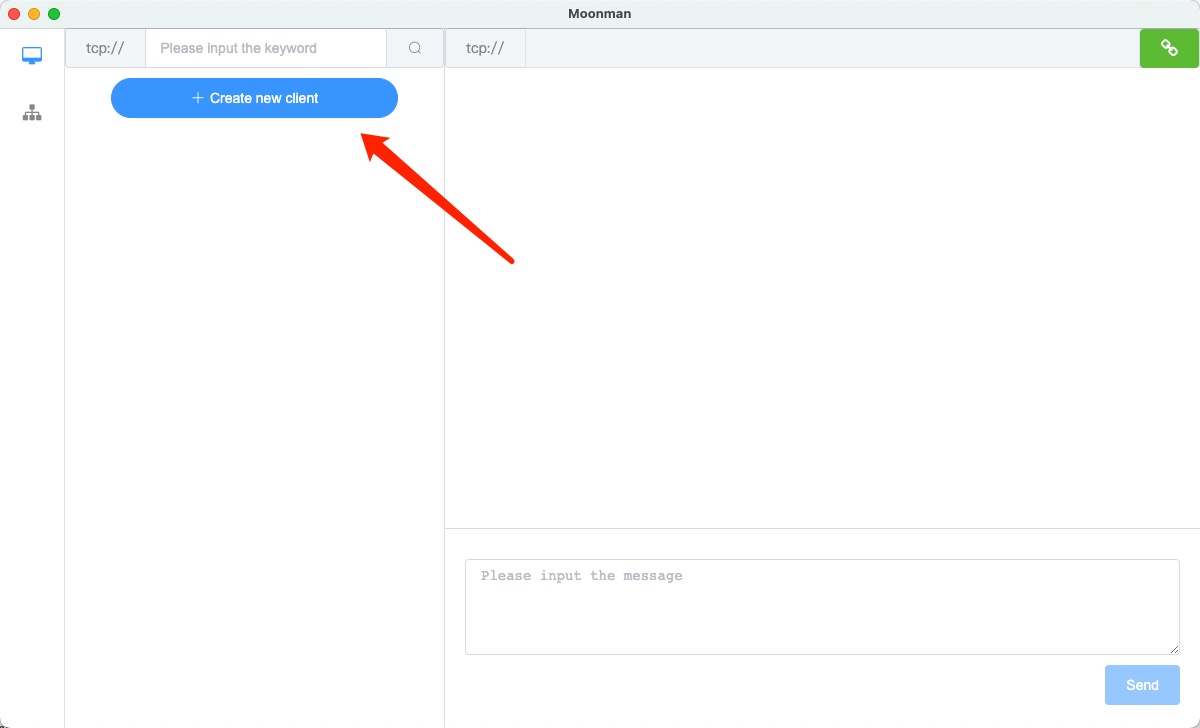 Moonman
tcp:// Please input the keyword
tcp://
Create new client
Please input the message
Send